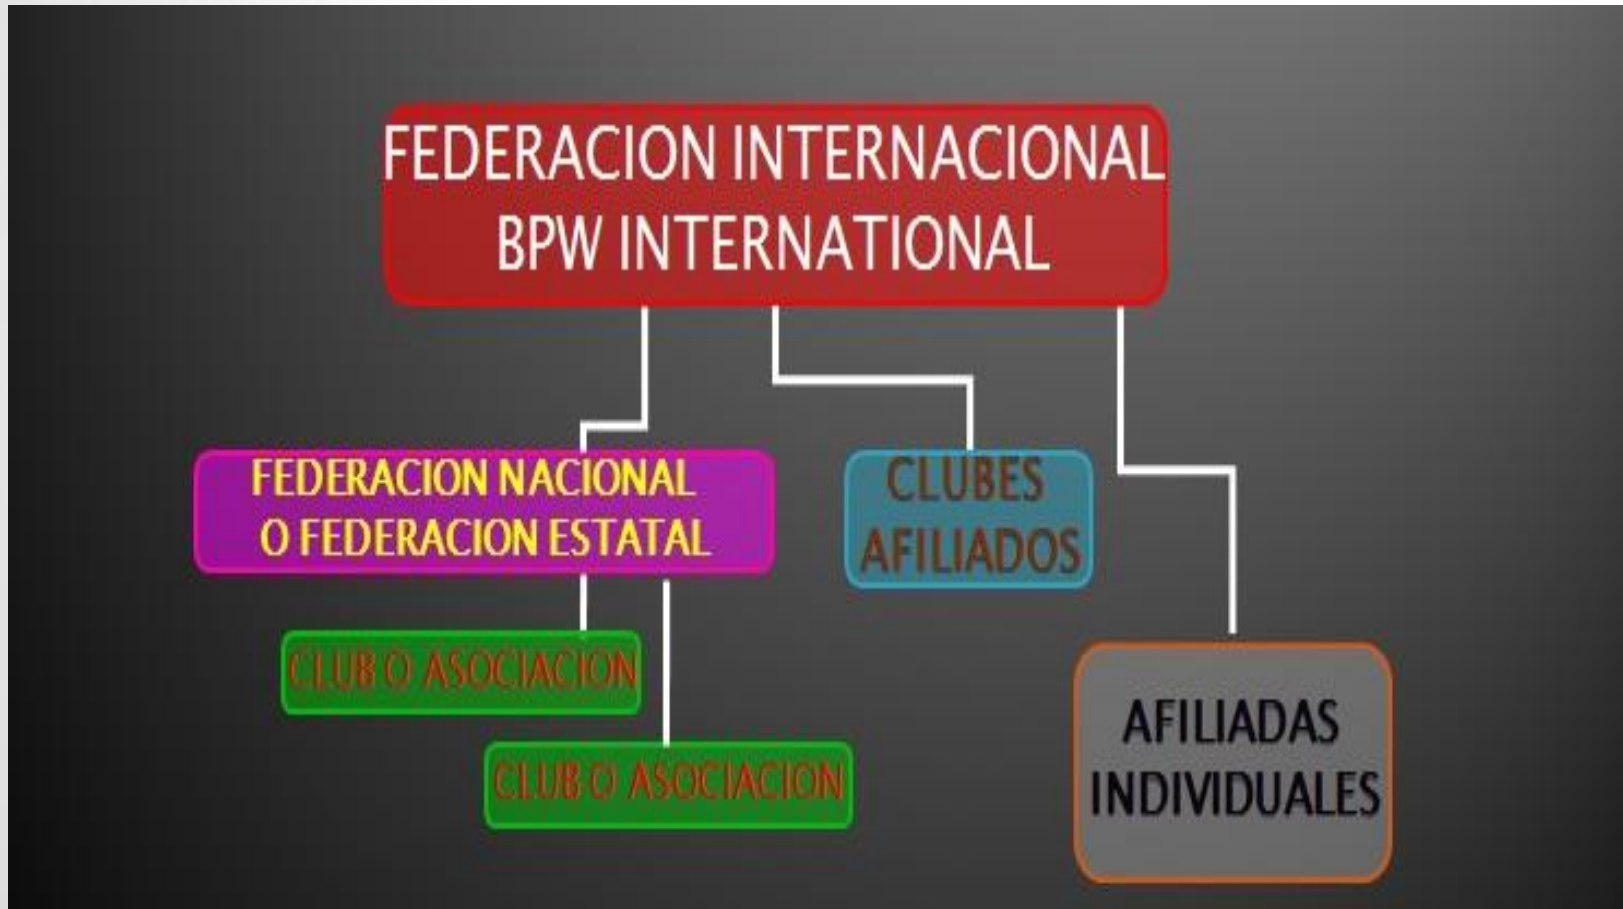 FEDERACION INTERNACIONAL
BPW INTERNATIONAL
FEDERACION NACIONAL
O FEDERACION ESTATAL
CLUBES
AFILIADOS
CLUB O ASOCIACION
CLUB O ASOCIACION
AFILIADAS
INDIVIDUALES